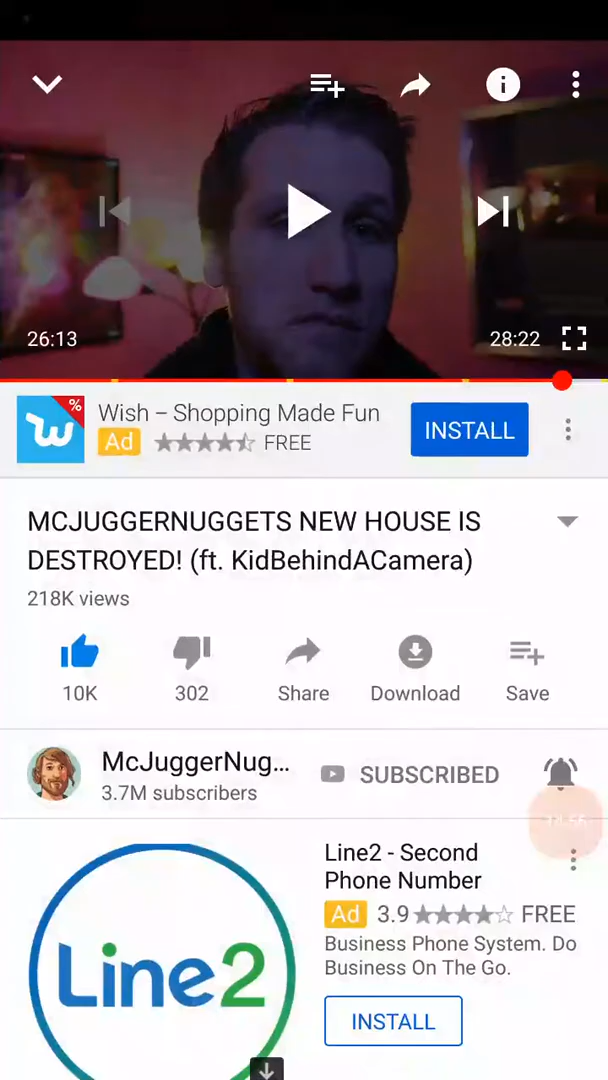 26:13
28:22
%
Wish – Shopping Made Fun
Ad
FREE
INSTALL
MCJUGGERNUGGETS NEW HOUSE IS
DESTROYED! (ft. KidBehindACamera)
218K views
10K
302
Share
Download
Save
McJuggerNug...
SUBSCRIBED
3.7M subscribers
Line2 - Second
Phone Number
Ad 3.9 FREE
Business Phone System. Do
Business On The Go.
INSTALL
Line2